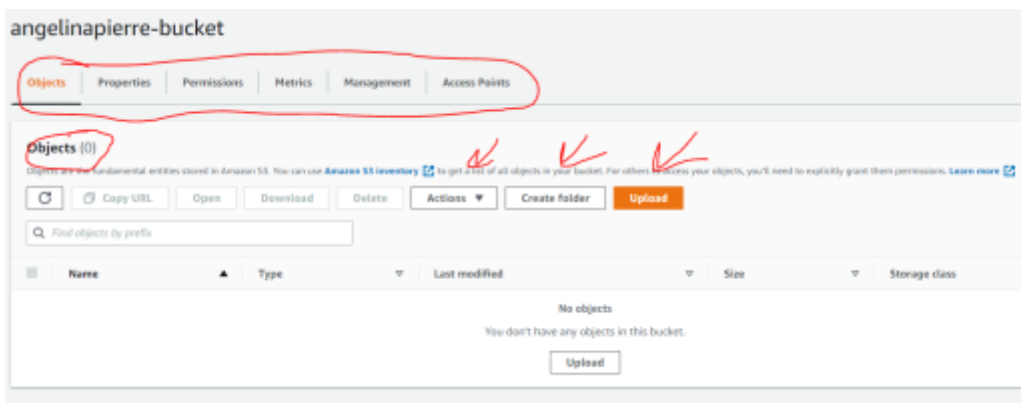 angelinapierre-bucket
Objects Properties Permissions Metrics Management Access Points
Objects (0)
Objects are the fundamental entities stored in Amazon S3. You can use Amazon S3 inventory to get a list of all objects in your bucket. For others to access your objects, you'll need to explicitly grant them permissions. Learn more
Copy URL Open Download Delete Actions Create folder Upload
Find objects by prefix
Name Type Last modified Size Storage class
No objects
You don't have any objects in this bucket.
Upload